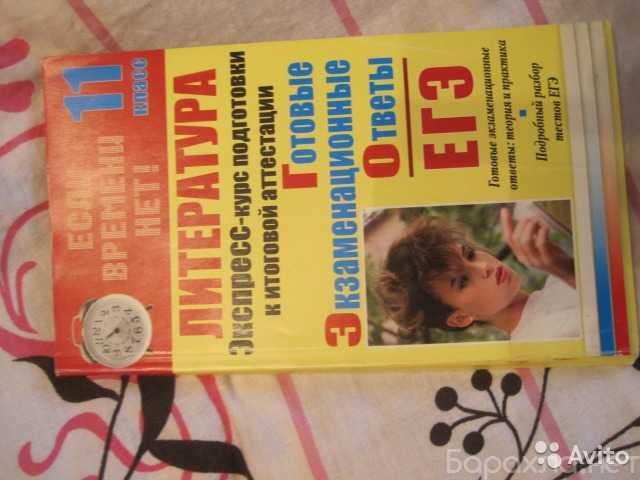 ЕСЛИ
ВРЕМЕНИ
НЕТ!
11
класс
ЛИТЕРАТУРА
Экспресс-курс подготовки
к итоговой аттестации
Готовые
Экзаменационные
Ответы
ЕГЭ
Готовые экзаменационные
ответы: теория и практика
Подробный разбор
тестов ЕГЭ
Avito